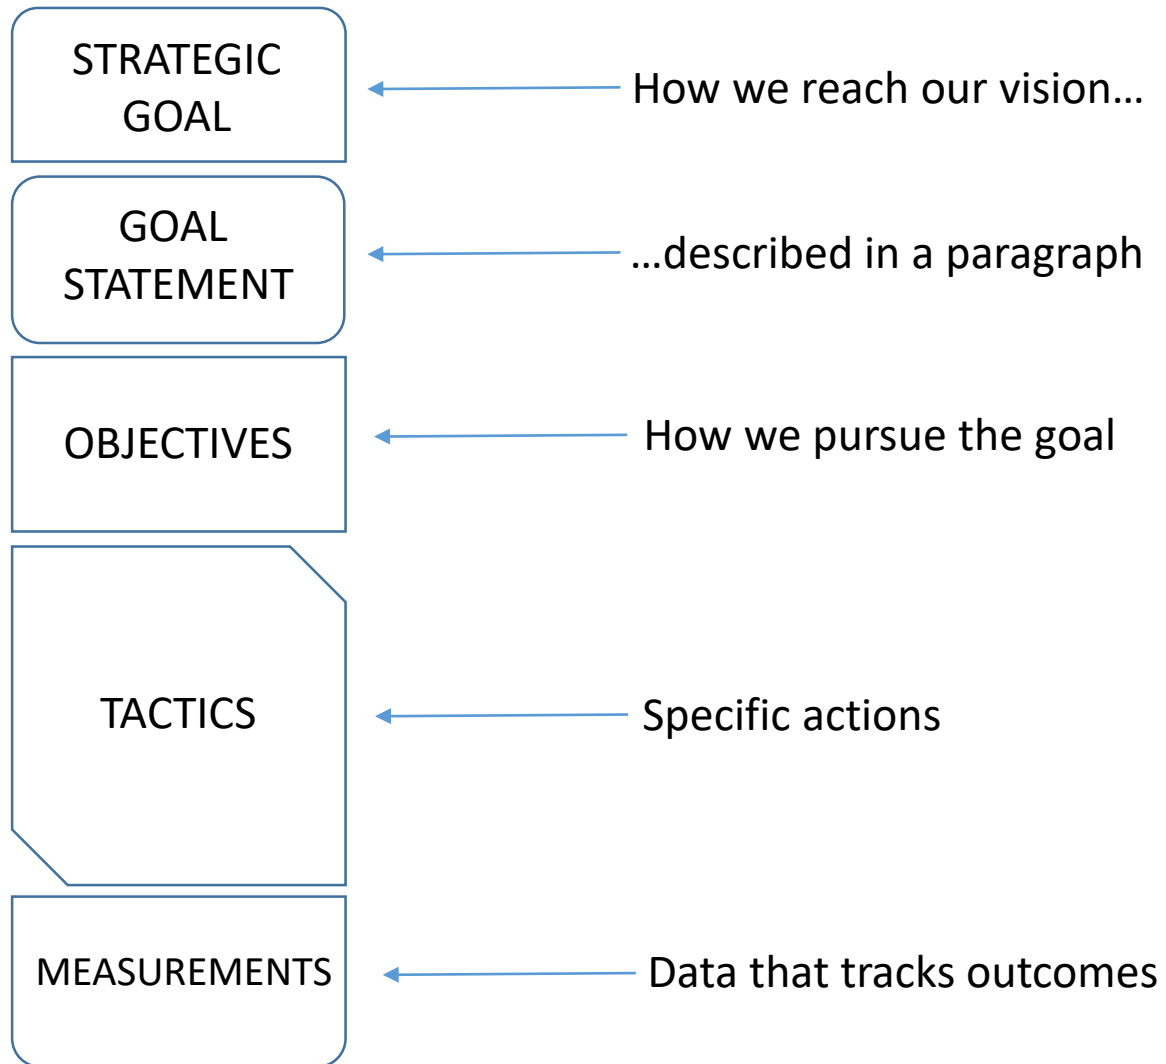 STRATEGIC
GOAL
How we reach our vision…
GOAL
STATEMENT
…described in a paragraph
OBJECTIVES
How we pursue the goal
TACTICS
Specific actions
MEASUREMENTS
Data that tracks outcomes